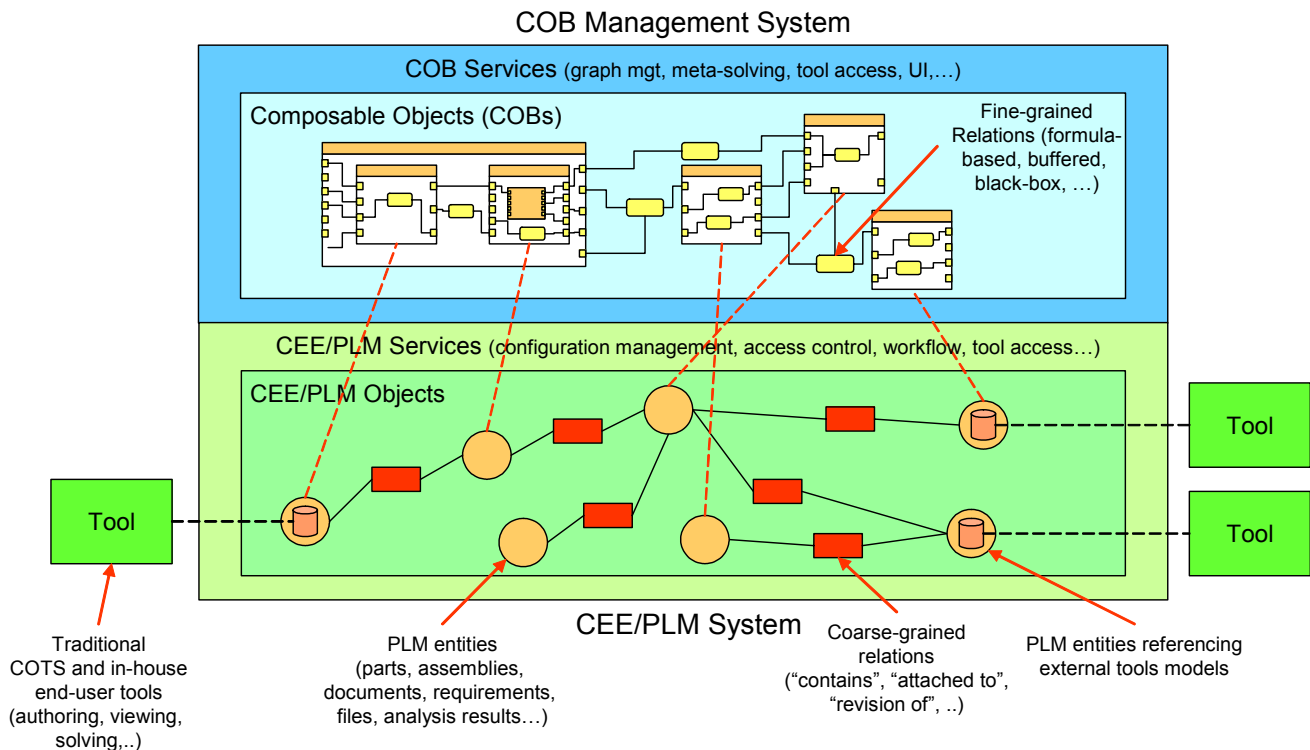 COB Management System
COB Services (graph mgt, meta-solving, tool access, UI,…)
Composable Objects (COBs)
Fine-grained
Relations (formula-
based, buffered,
black-box, …)
CEE/PLM Services (configuration management, access control, workflow, tool access…)
CEE/PLM Objects
Tool
Tool
Tool
CEE/PLM System
Traditional
COTS and in-house
end-user tools
(authoring, viewing,
solving,..)
PLM entities
(parts, assemblies,
documents, requirements,
files, analysis results…)
Coarse-grained
relations
(“contains”, “attached to”,
“revision of”, ..)
PLM entities referencing
external tools models